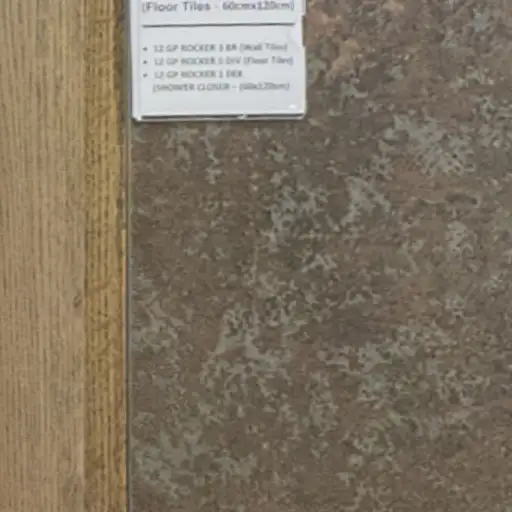 (Floor Tiles - 60cmx120cm)
• 12 GP ROCKER 3 BR (Wall Tiles)
• 12 GP ROCKER 5 DIV (Floor Tiles)
• 12 GP ROCKER 1 DEK
(SHOWER CLOSER - (60x120cm)